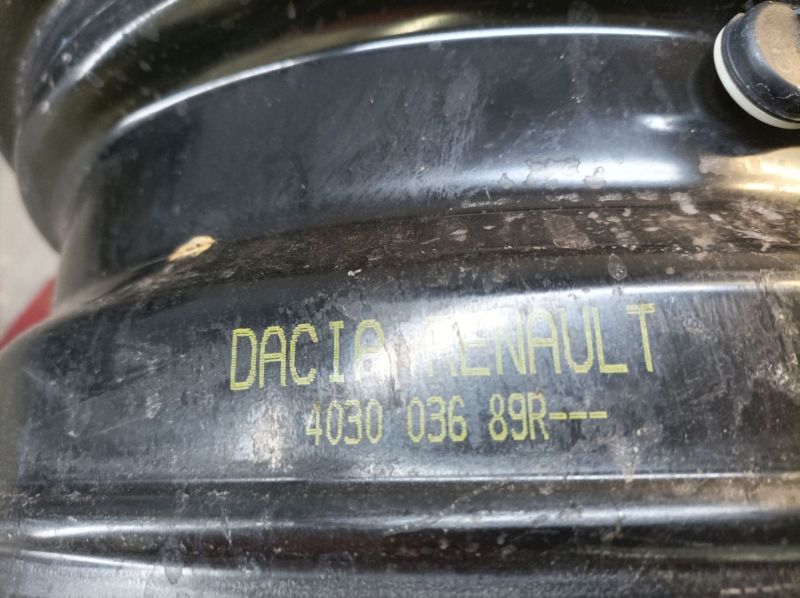 DACIA RENAULT
4030 036 89R---